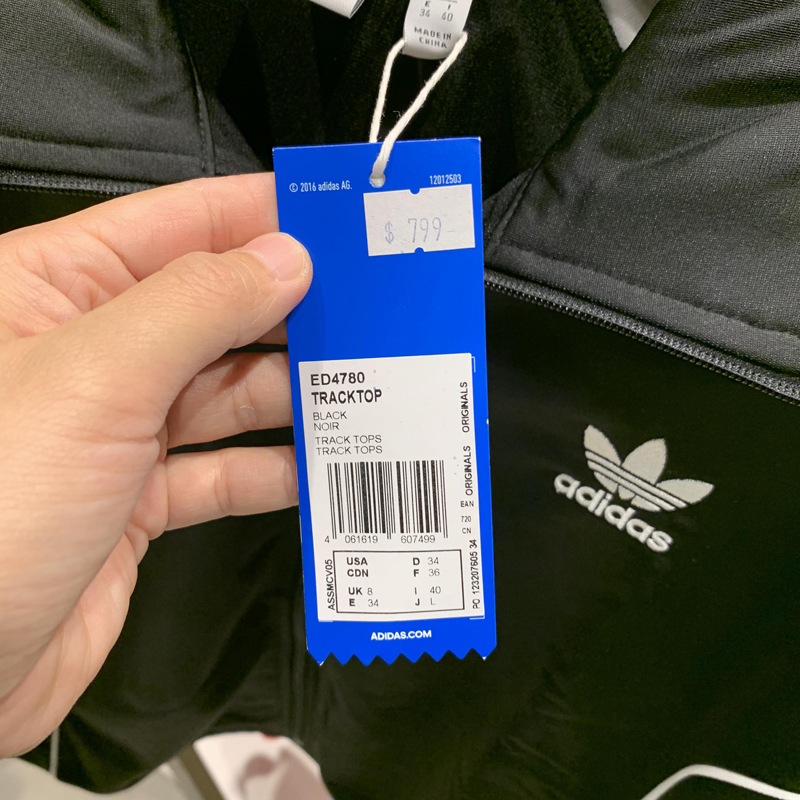 E I
34 40
MADE IN
CHINA
© 2016 adidas AG.
12012503
$ 799-
ED4780
TRACKTOP
BLACK
NOIR
TRACK TOPS
TRACK TOPS
ORIGINALS ORIGINALS
EAN
720
CN
4 061619 607499
ASSMCV05
USA D 34
CDN F 36
UK 8 I 40
E 34 J L
PO 123207605 34
ADIDAS.COM
adidas